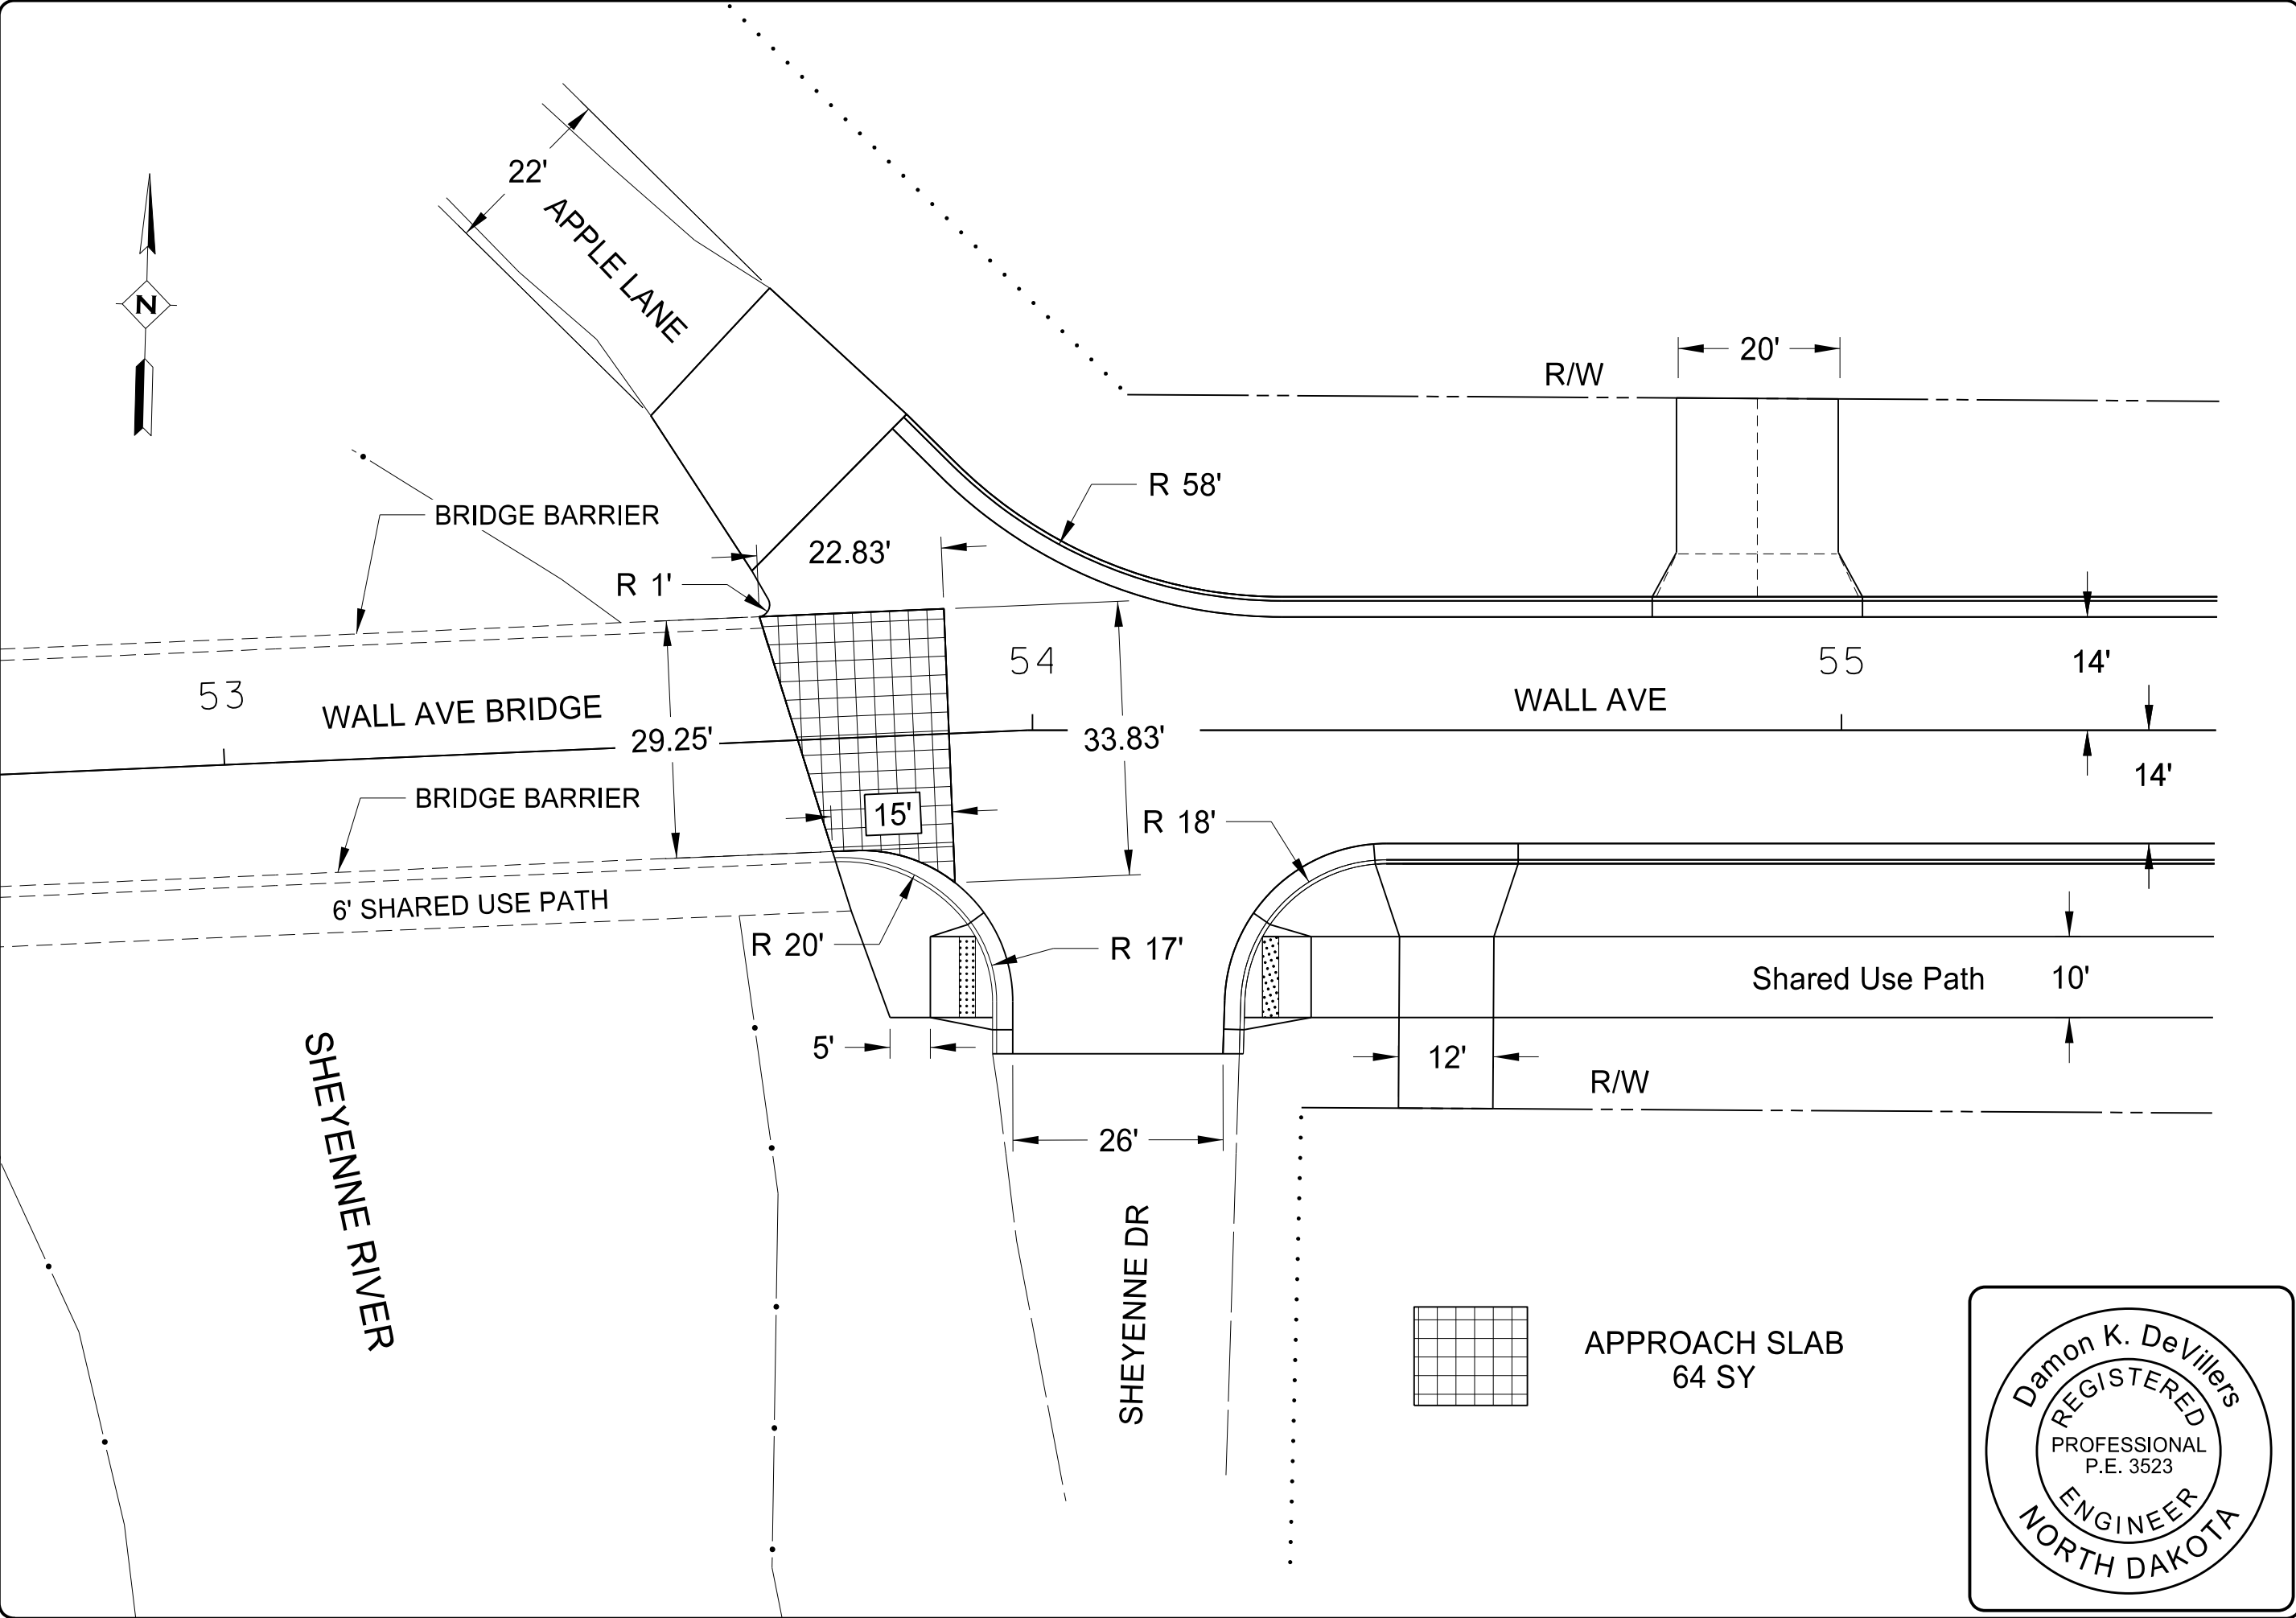 22'
APPLE LANE
N
20'
R/W
R 58'
BRIDGE BARRIER
22.83'
R 1'
54
55
14'
53
WALL AVE BRIDGE
WALL AVE
29.25'
33.83'
14'
BRIDGE BARRIER
15'
R 18'
6' SHARED USE PATH
R 20'
R 17'
Shared Use Path
10'
5'
12'
R/W
26'
SHEYENNE RIVER
SHEYENNE DR
APPROACH SLAB
64 SY
Damon K. DeVillers
REGISTERED
PROFESSIONAL
P.E. 3523
ENGINEER
NORTH DAKOTA